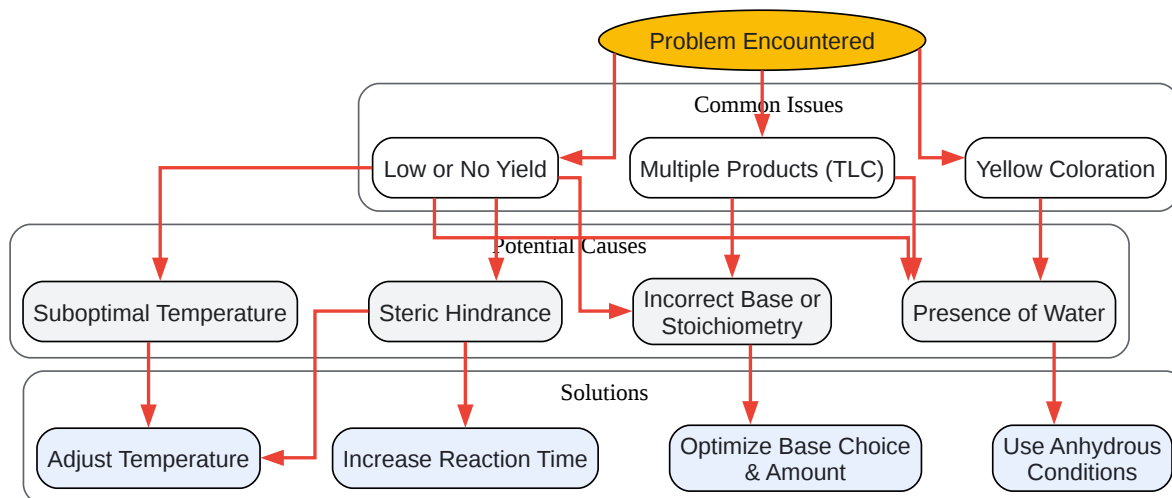 Problem Encountered
Common Issues
Low or No Yield
Multiple Products (TLC)
Yellow Coloration
Potential Causes
Suboptimal Temperature
Steric Hindrance
Incorrect Base or
Stoichiometry
Presence of Water
Solutions
Adjust Temperature
Increase Reaction Time
Optimize Base Choice
& Amount
Use Anhydrous
Conditions